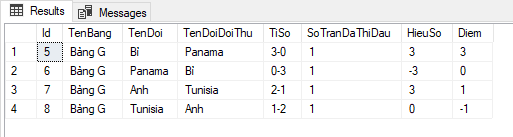 Results Messages
Id TenBang TenDoi TenDoiDoiThu TiSo SoTranDaThiDau HieuSo Diem
1 5 Bảng G Bỉ Panama 3-0 1 3 3
2 6 Bảng G Panama Bỉ 0-3 1 -3 0
3 7 Bảng G Anh Tunisia 2-1 1 3 1
4 8 Bảng G Tunisia Anh 1-2 1 0 -1